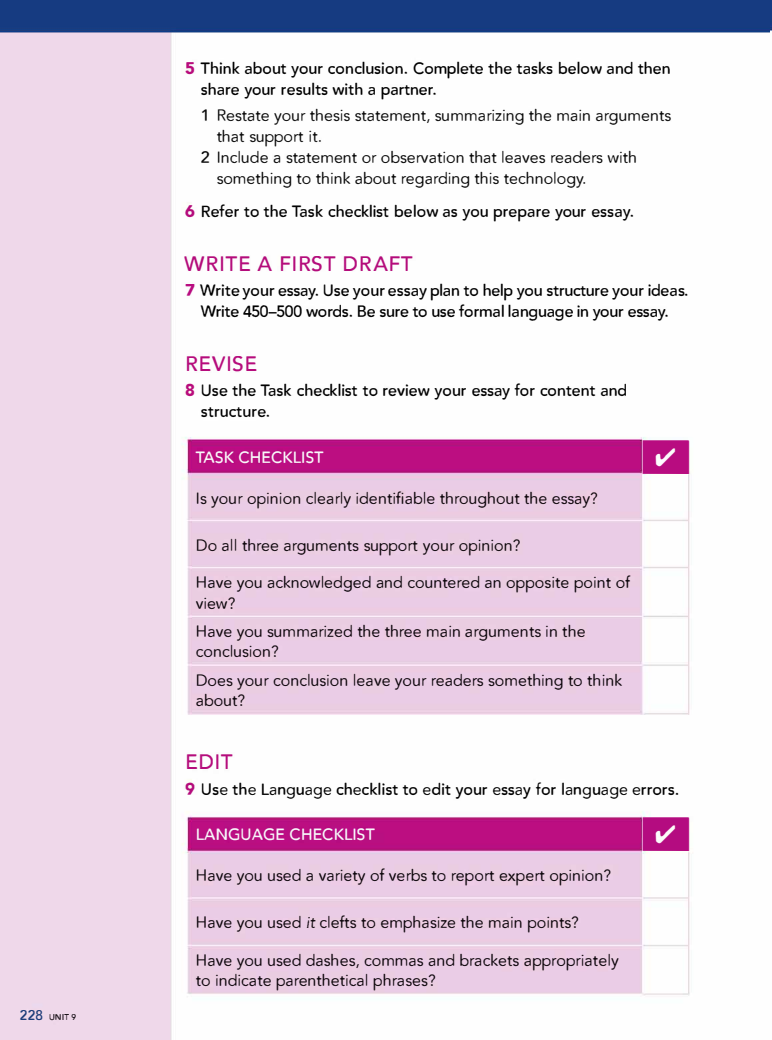 5 Think about your conclusion. Complete the tasks below and then
share your results with a partner.
1 Restate your thesis statement, summarizing the main arguments
that support it.
2 Include a statement or observation that leaves readers with
something to think about regarding this technology.
6 Refer to the Task checklist below as you prepare your essay.
WRITE A FIRST DRAFT
7 Write your essay. Use your essay plan to help you structure your ideas.
Write 450–500 words. Be sure to use formal language in your essay.
REVISE
8 Use the Task checklist to review your essay for content and
structure.
TASK CHECKLIST ✔
Is your opinion clearly identifiable throughout the essay?
Do all three arguments support your opinion?
Have you acknowledged and countered an opposite point of
view?
Have you summarized the three main arguments in the
conclusion?
Does your conclusion leave your readers something to think
about?
EDIT
9 Use the Language checklist to edit your essay for language errors.
LANGUAGE CHECKLIST ✔
Have you used a variety of verbs to report expert opinion?
Have you used it clefts to emphasize the main points?
Have you used dashes, commas and brackets appropriately
to indicate parenthetical phrases?
228 UNIT 9